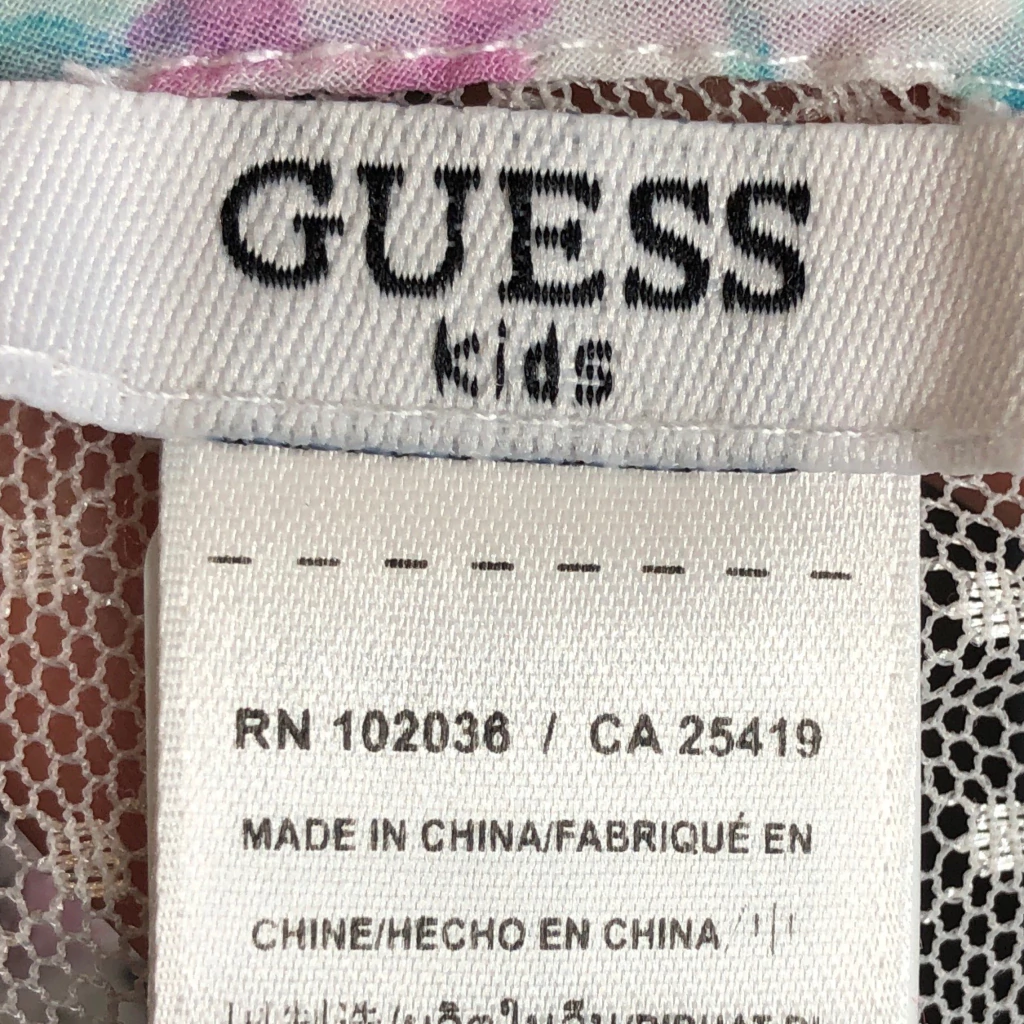 GUESS
kids
RN 102036 / CA 25419
MADE IN CHINA/FABRIQUÉ EN
CHINE/HECHO EN CHINA